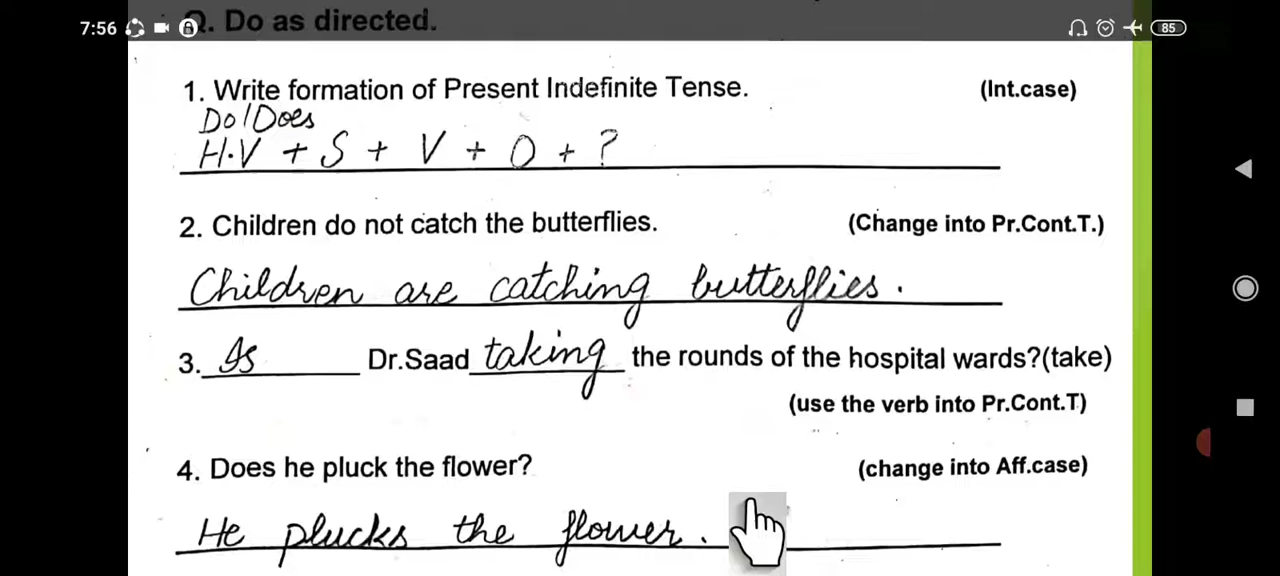 7:56
85
Q. Do as directed.
1. Write formation of Present Indefinite Tense. (Int.case)
Do/Does
H.V + S + V + O + ?
2. Children do not catch the butterflies. (Change into Pr.Cont.T.)
Children are catching butterflies.
3. Is Dr.Saad taking the rounds of the hospital wards?(take)
(use the verb into Pr.Cont.T)
4. Does he pluck the flower? (change into Aff.case)
He plucks the flower.